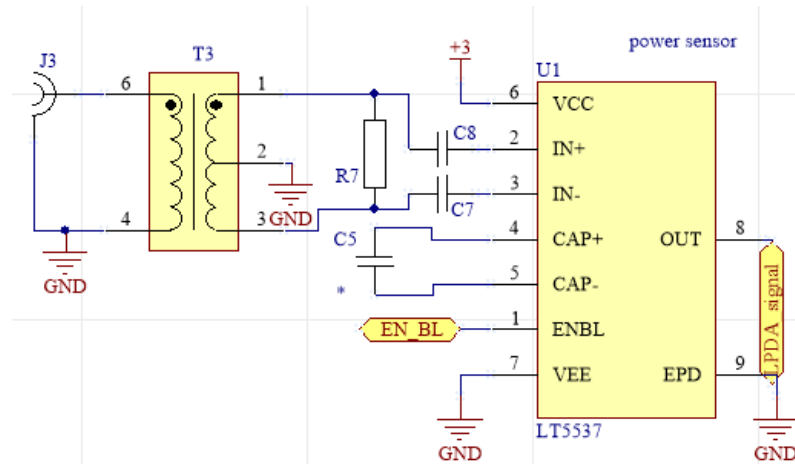 power sensor
J3
T3
+3
U1
6
1
6
VCC
C8
2
IN+
2
R7
3
IN-
C7
GND
4
3
C5
4
CAP+
OUT
8
GND
*
5
CAP-
EN_BL
1
ENBL
LPDA_signal
7
VEE
EPD
9
GND
LT5537
GND